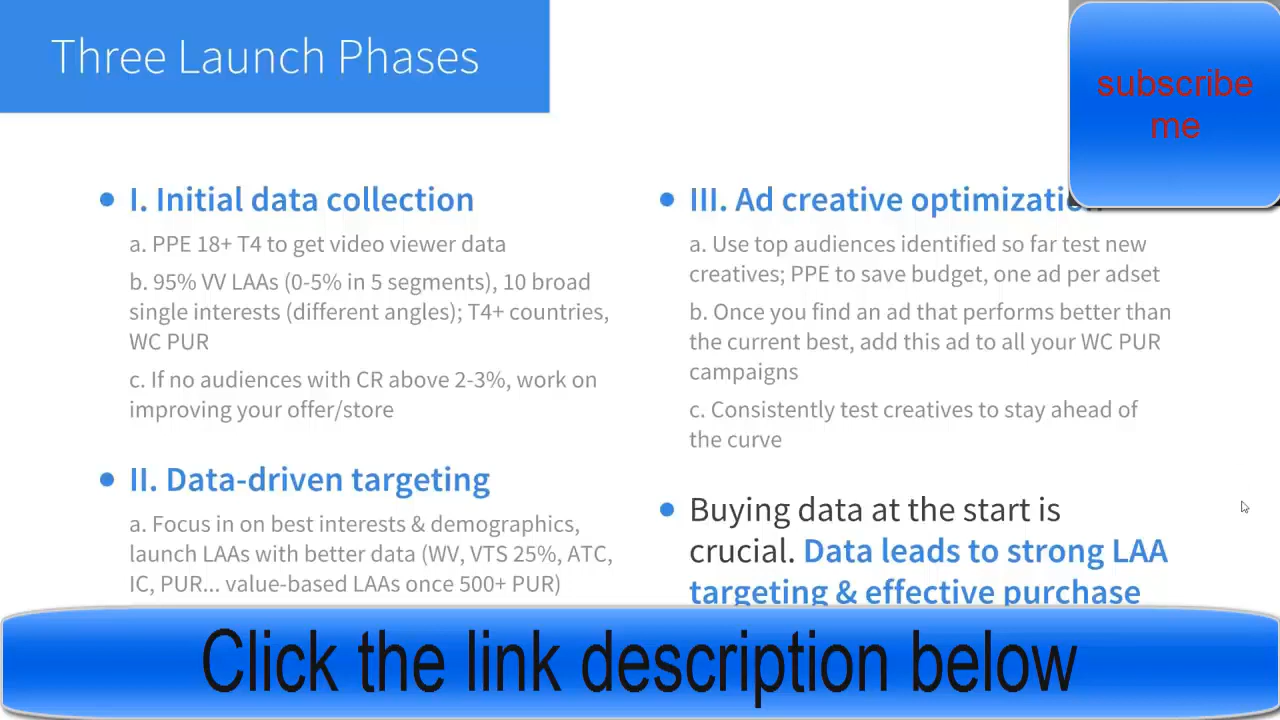 Three Launch Phases
subscribe
me
• I. Initial data collection
a. PPE 18+ T4 to get video viewer data
b. 95% VV LAAs (0-5% in 5 segments), 10 broad
single interests (different angles); T4+ countries,
WC PUR
c. If no audiences with CR above 2-3%, work on
improving your offer/store
• II. Data-driven targeting
a. Focus in on best interests & demographics,
launch LAAs with better data (WV, VTS 25%, ATC,
IC, PUR... value-based LAAs once 500+ PUR)
• III. Ad creative optimization
a. Use top audiences identified so far test new
creatives; PPE to save budget, one ad per adset
b. Once you find an ad that performs better than
the current best, add this ad to all your WC PUR
campaigns
c. Consistently test creatives to stay ahead of
the curve
• Buying data at the start is
crucial. Data leads to strong LAA
targeting & effective purchase
Click the link description below